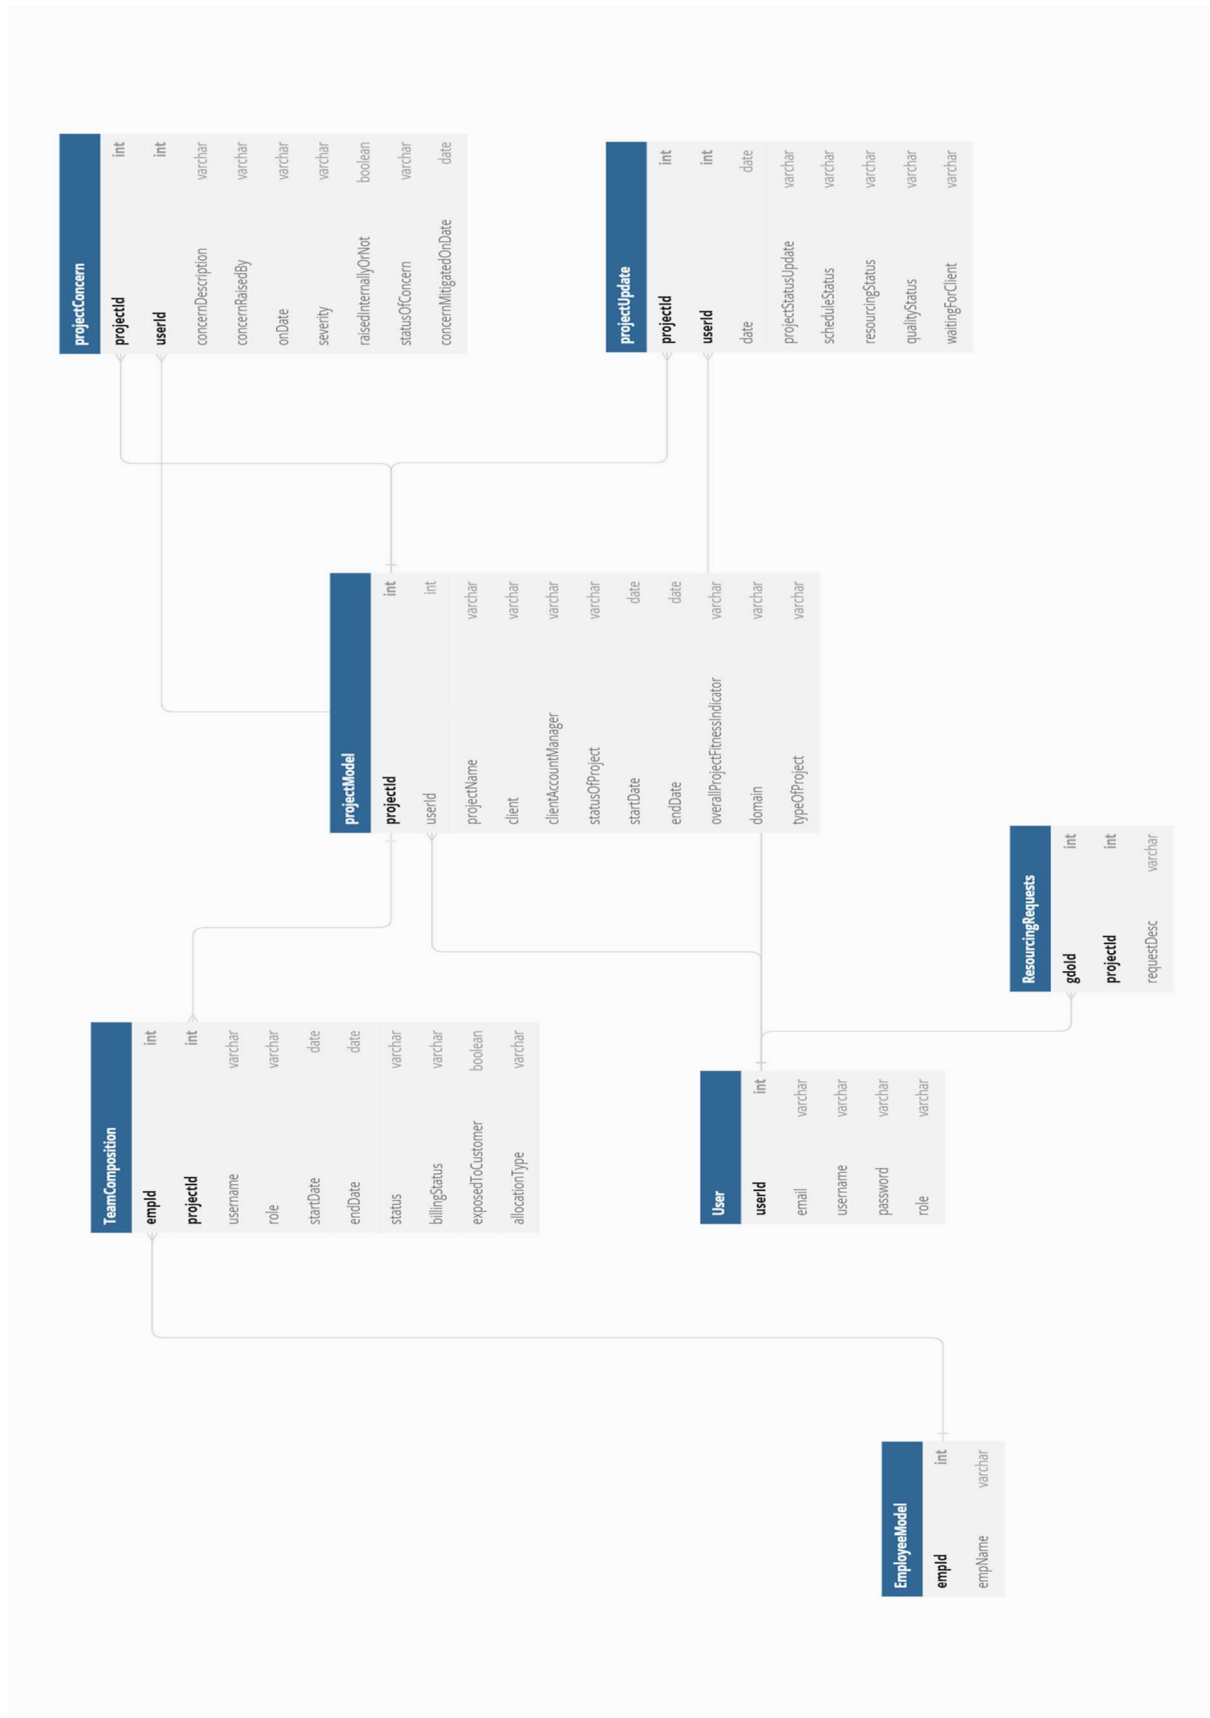 projectConcern
projectId int
userId int
concernDescription varchar
concernRaisedBy varchar
onDate varchar
severity varchar
raisedInternallyOrNot boolean
statusOfConcern varchar
concernMitigatedOnDate date
projectUpdate
projectId int
userId int
date date
projectStatusUpdate varchar
scheduleStatus varchar
resourcingStatus varchar
qualityStatus varchar
waitingForClient varchar
projectModel
projectId int
userId int
projectName varchar
client varchar
clientAccountManager varchar
statusOfProject varchar
startDate date
endDate date
overallProjectFitnessIndicator varchar
domain varchar
typeOfProject varchar
TeamComposition
empId int
projectId int
username varchar
role varchar
startDate date
endDate date
status varchar
billingStatus varchar
exposedToCustomer boolean
allocationType varchar
User
userId int
email varchar
username varchar
password varchar
role varchar
ResourcingRequests
gdoId int
projectId int
requestDesc varchar
EmployeeModel
empId int
empName varchar